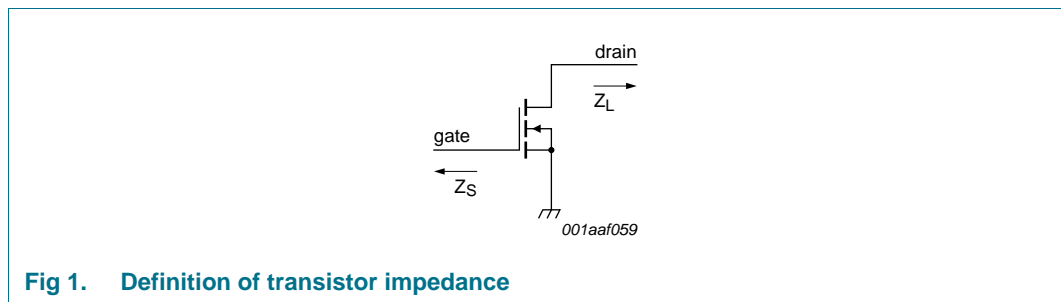 drain
Z_L
gate
Z_S
001aaf059
Fig 1. Definition of transistor impedance